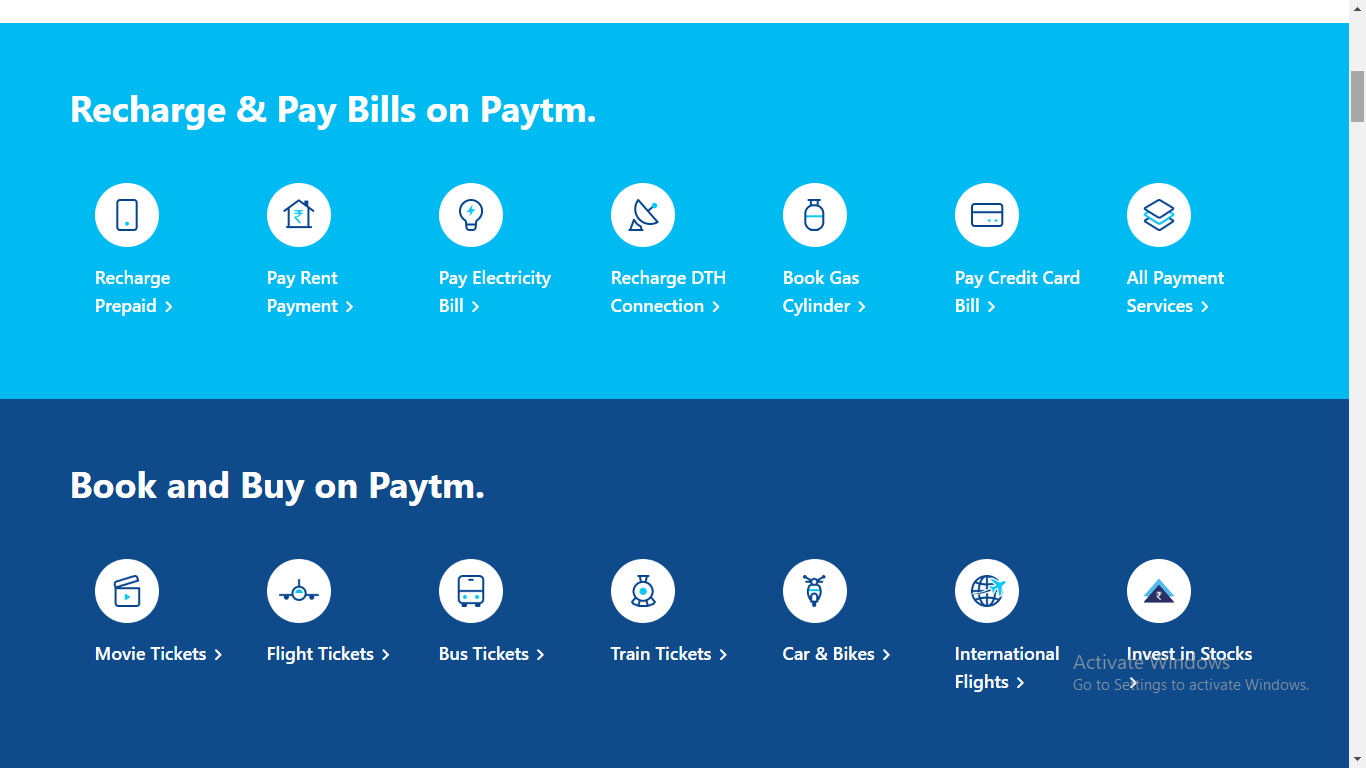 Recharge & Pay Bills on Paytm.
Recharge
Prepaid
Pay Rent
Payment
Pay Electricity
Bill
Recharge DTH
Connection
Book Gas
Cylinder
Pay Credit Card
Bill
All Payment
Services
Book and Buy on Paytm.
Movie Tickets
Flight Tickets
Bus Tickets
Train Tickets
Car & Bikes
International
Flights
Invest in Stocks
Activate Windows
Go to Settings to activate Windows.